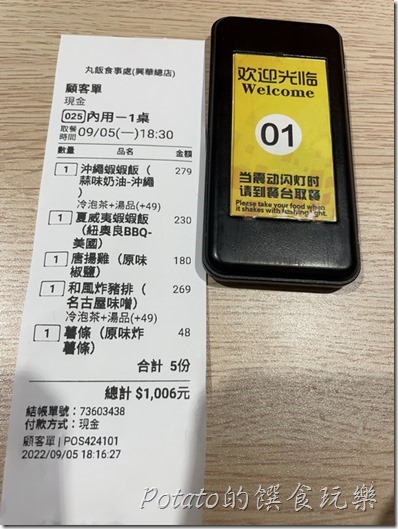 丸飯食事處(興華總店)
顧客單
現金
025 內用－1桌
取餐時間 09/05(一)18:30
數量 品名 金額
1 沖繩蝦蝦飯( 279
蒜味奶油-沖繩
)
冷泡茶+湯品(+49)
1 夏威夷蝦蝦飯 230
(紐奧良BBQ-
美國)
1 唐揚雞(原味 180
椒鹽)
1 和風炸豬排( 269
名古屋味噌)
冷泡茶+湯品(+49)
1 薯條(原味炸 48
薯條)
合計 5份
總計 $1,006元
結帳單號：73603438
付款方式：現金
顧客單 | POS424101
2022/09/05 18:16:27
欢迎光临
Welcome
01
当震动闪灯时
请到餐台取餐
Please take your food when
it shakes with flashing light.
Potato的饌食玩樂